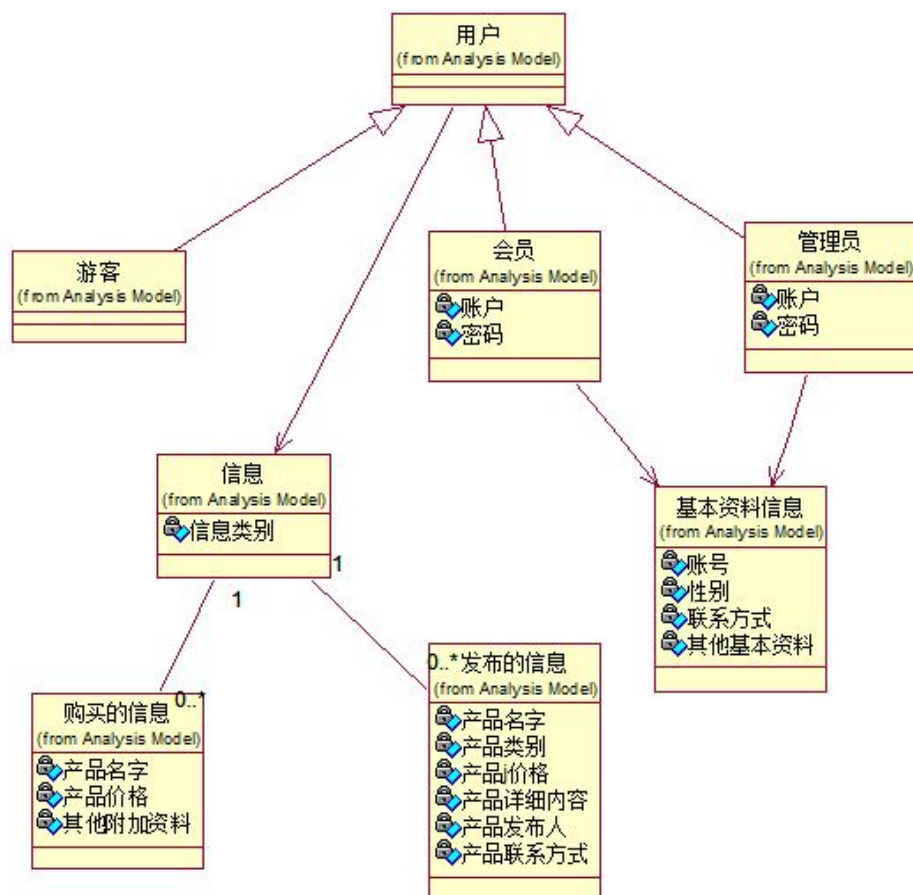 用户
(from Analysis Model)
游客
(from Analysis Model)
会员
(from Analysis Model)
账户
密码
管理员
(from Analysis Model)
账户
密码
信息
(from Analysis Model)
信息类别
1
1
基本资料信息
(from Analysis Model)
账号
性别
联系方式
其他基本资料
0..*
购买的信息
(from Analysis Model)
产品名字
产品价格
其他附加资料
0..*
发布的信息
(from Analysis Model)
产品名字
产品类别
产品j价格
产品详细内容
产品发布人
产品联系方式